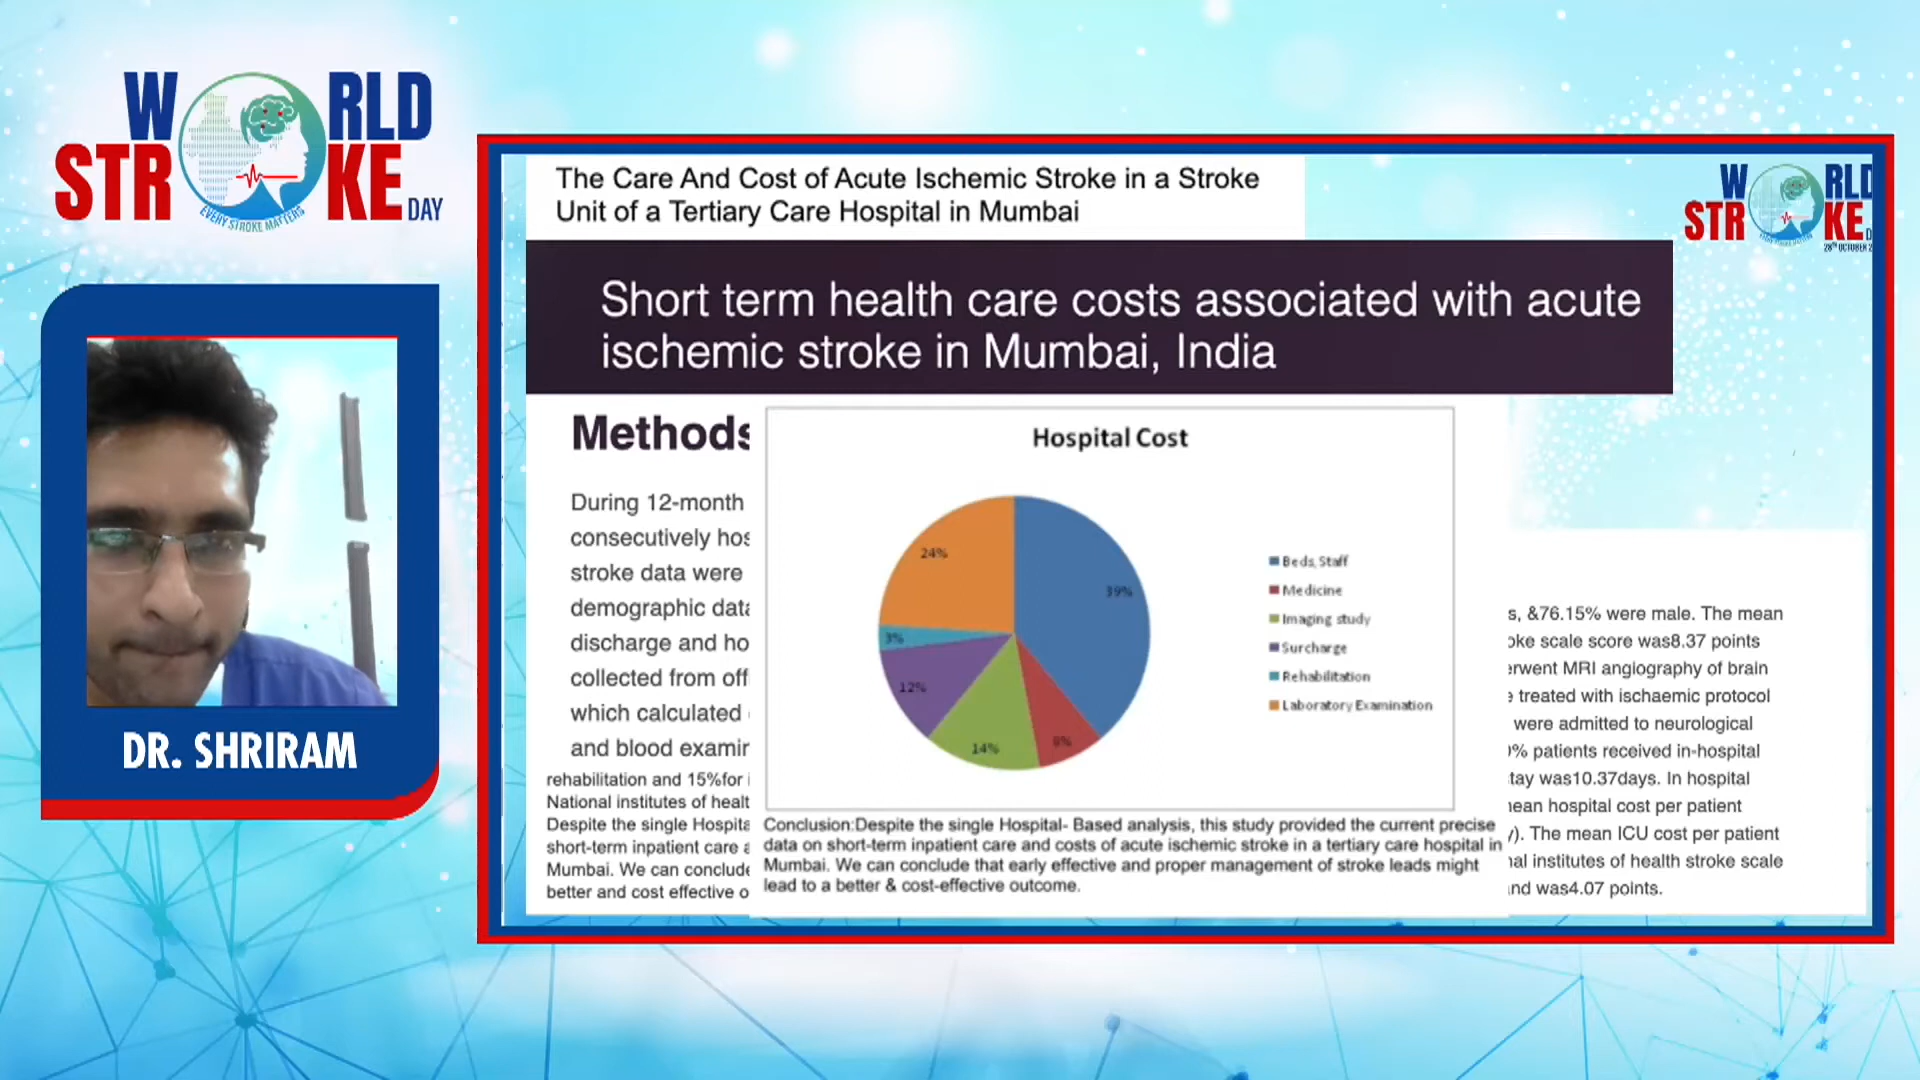 WORLD
STROKE DAY
EVERY STROKE MATTERS
DR. SHRIRAM
The Care And Cost of Acute Ischemic Stroke in a Stroke
Unit of a Tertiary Care Hospital in Mumbai
W RLD
STR KE
28TH OCTOBER 2
Short term health care costs associated with acute
ischemic stroke in Mumbai, India
Methods
During 12-month
consecutively hos
stroke data were
demographic data
discharge and ho
collected from off
which calculated
and blood examin
rehabilitation and 15%for i
National institutes of healt
Despite the single Hospita
short-term inpatient care a
Mumbai. We can conclude
better and cost effective o
Hospital Cost
24%
39%
3%
12%
14%
8%
Beds, Staff
Medicine
Imaging study
Surcharge
Rehabilitation
Laboratory Examination
Conclusion:Despite the single Hospital- Based analysis, this study provided the current precise
data on short-term inpatient care and costs of acute ischemic stroke in a tertiary care hospital in
Mumbai. We can conclude that early effective and proper management of stroke leads might
lead to a better & cost-effective outcome.
s, &76.15% were male. The mean
oke scale score was8.37 points
erwent MRI angiography of brain
e treated with ischaemic protocol
were admitted to neurological
% patients received in-hospital
tay was10.37days. In hospital
ean hospital cost per patient
y). The mean ICU cost per patient
nal institutes of health stroke scale
and was4.07 points.